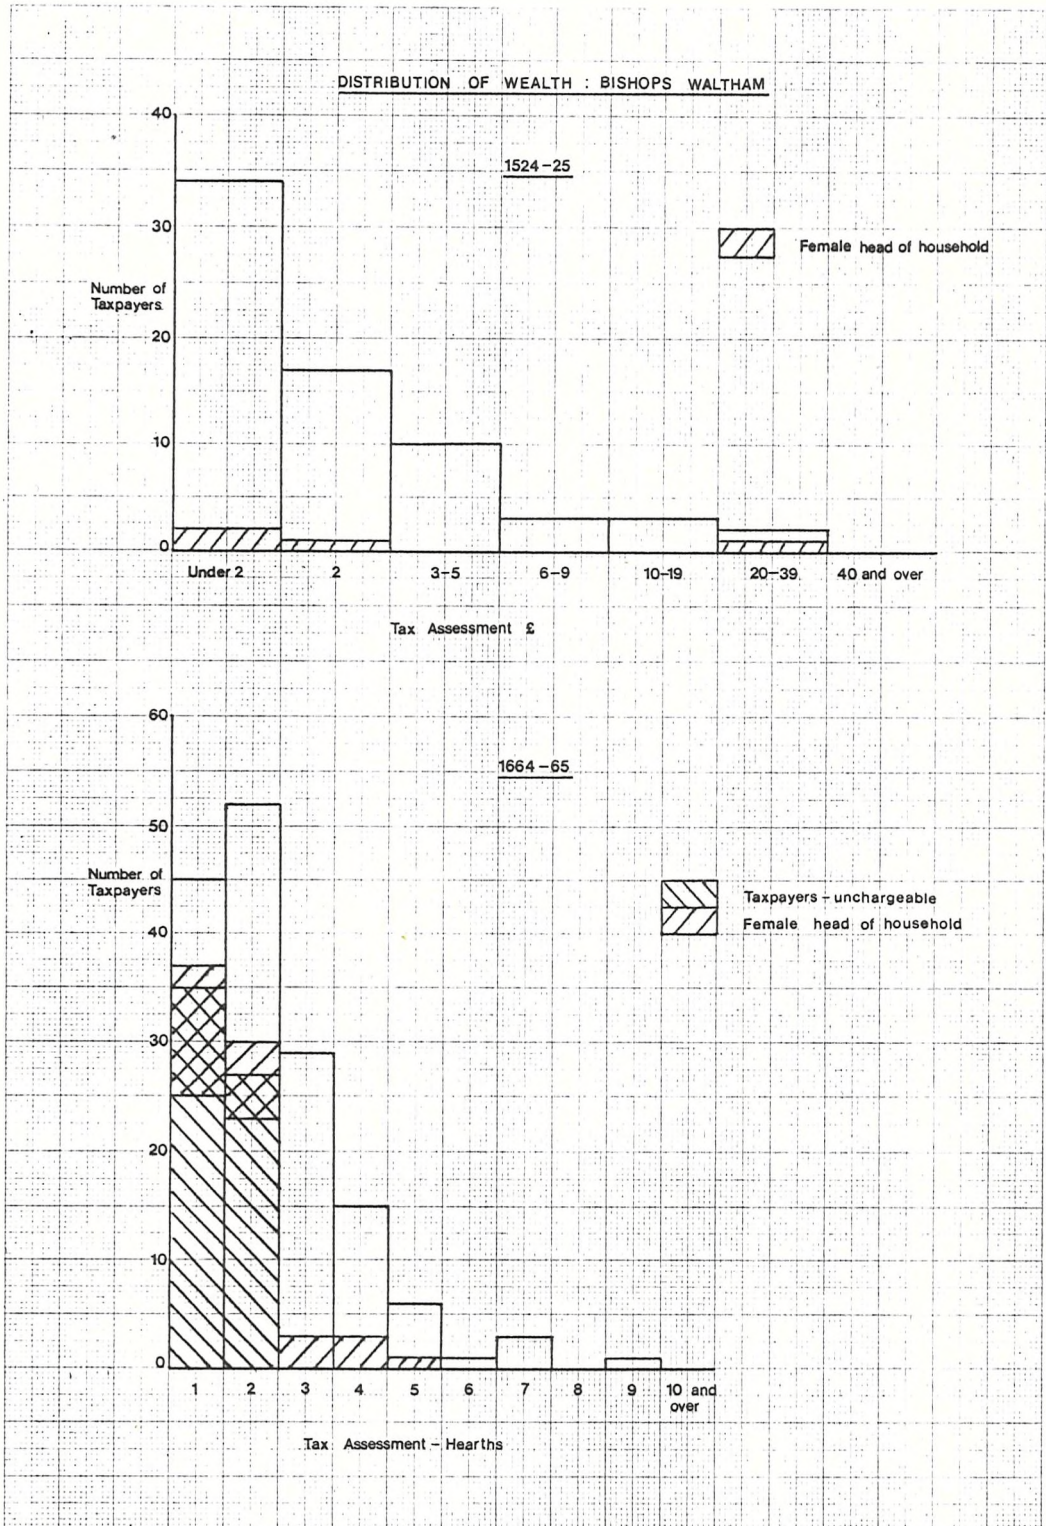 DISTRIBUTION OF WEALTH : BISHOPS WALTHAM
1524-25
40
30
20
10
0
Number of
Taxpayers
Female head of household
Under 2 2 3-5 6-9 10-19 20-39 40 and over
Tax Assessment £
1664-65
60
50
40
30
20
10
0
Number of
Taxpayers
Taxpayers - unchargeable
Female head of household
1 2 3 4 5 6 7 8 9 10 and
over
Tax Assessment - Hearths